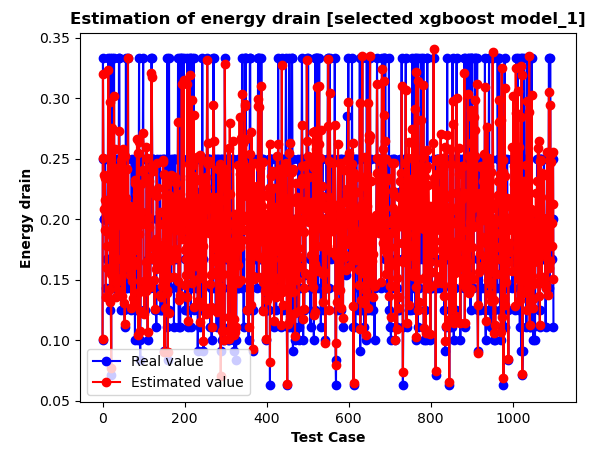 Estimation of energy drain [selected xgboost model_1]
0.35
0.30
0.25
0.20
0.15
0.10
0.05
Energy drain
Real value
Estimated value
0 200 400 600 800 1000
Test Case